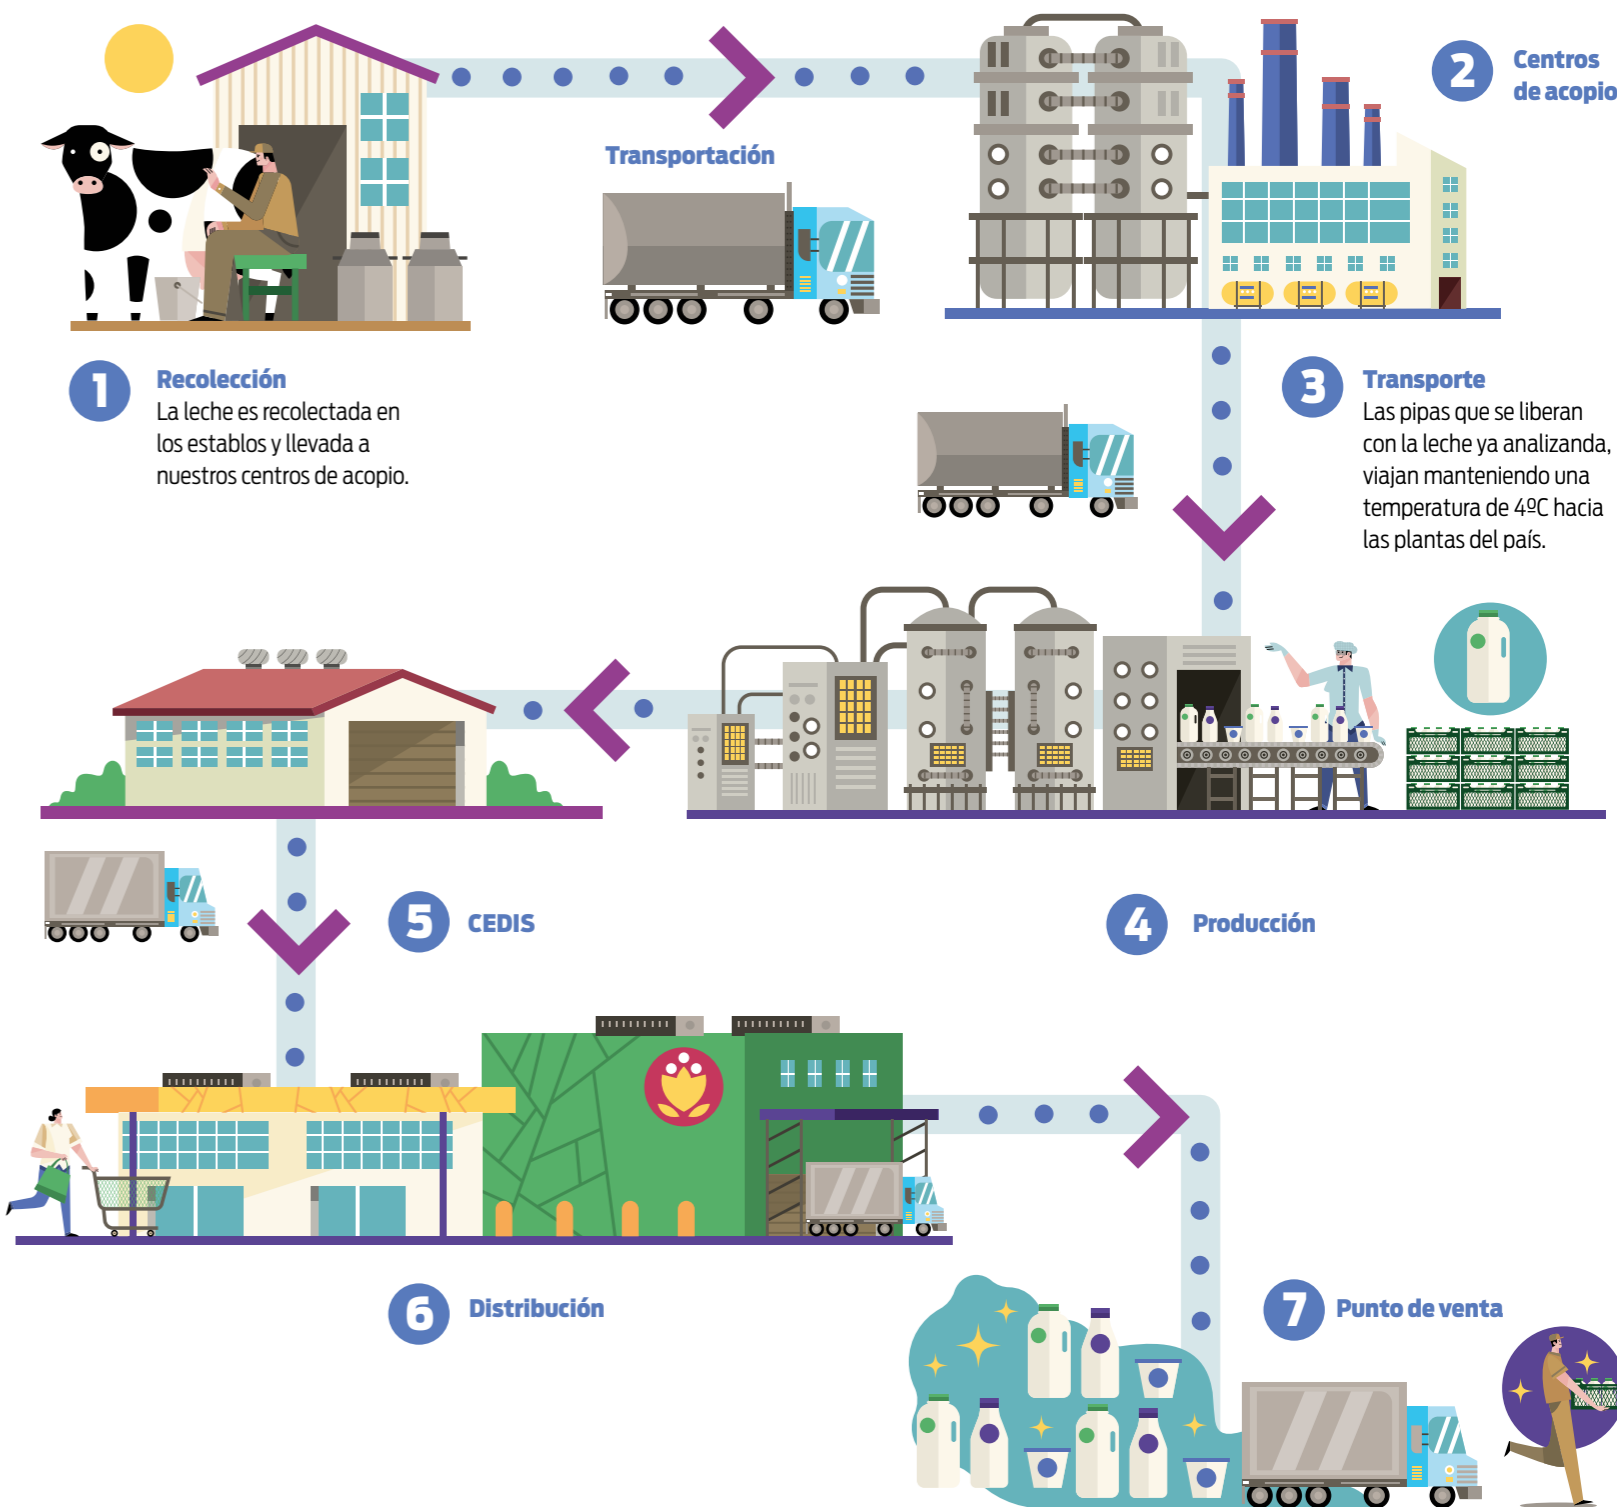 Transportación
2
Centros
de acopio
1
Recolección
La leche es recolectada en
los establos y llevada a
nuestros centros de acopio.
3
Transporte
Las pipas que se liberan
con la leche ya analizanda,
viajan manteniendo una
temperatura de 4ºC hacia
las plantas del país.
5
CEDIS
4
Producción
6
Distribución
7
Punto de venta